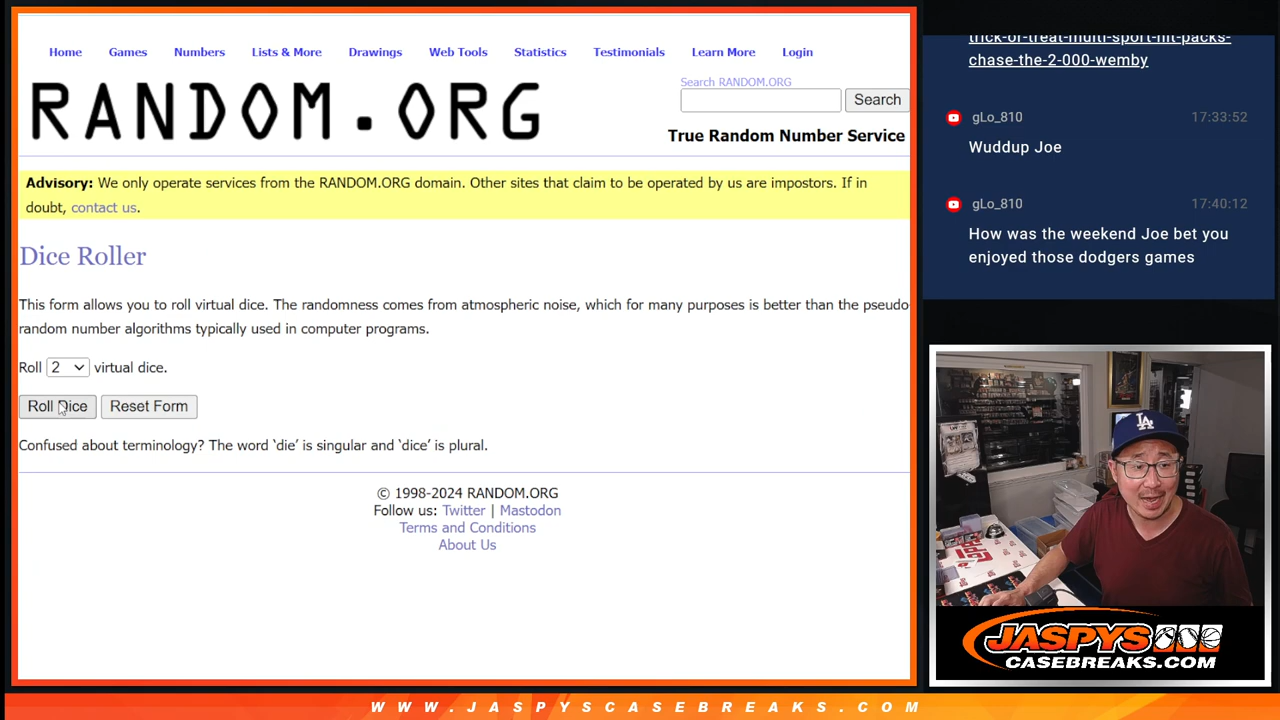 Home Games Numbers Lists & More Drawings Web Tools Statistics Testimonials Learn More Login
RANDOM.ORG
Search RANDOM.ORG
Search
True Random Number Service
Advisory: We only operate services from the RANDOM.ORG domain. Other sites that claim to be operated by us are impostors. If in
doubt, contact us.
Dice Roller
This form allows you to roll virtual dice. The randomness comes from atmospheric noise, which for many purposes is better than the pseudo-
random number algorithms typically used in computer programs.
Roll 2 virtual dice.
Roll Dice Reset Form
Confused about terminology? The word ‘die’ is singular and ‘dice’ is plural.
© 1998-2024 RANDOM.ORG
Follow us: Twitter | Mastodon
Terms and Conditions
About Us
trick-or-treat-multi-sport-hit-packs-
chase-the-2-000-wemby
gLo_810 17:33:52
Wuddup Joe
gLo_810 17:40:12
How was the weekend Joe bet you
enjoyed those dodgers games
LA
JASPYS
CASEBREAKS.COM
WWW.JASPYSCASEBREAKS.COM